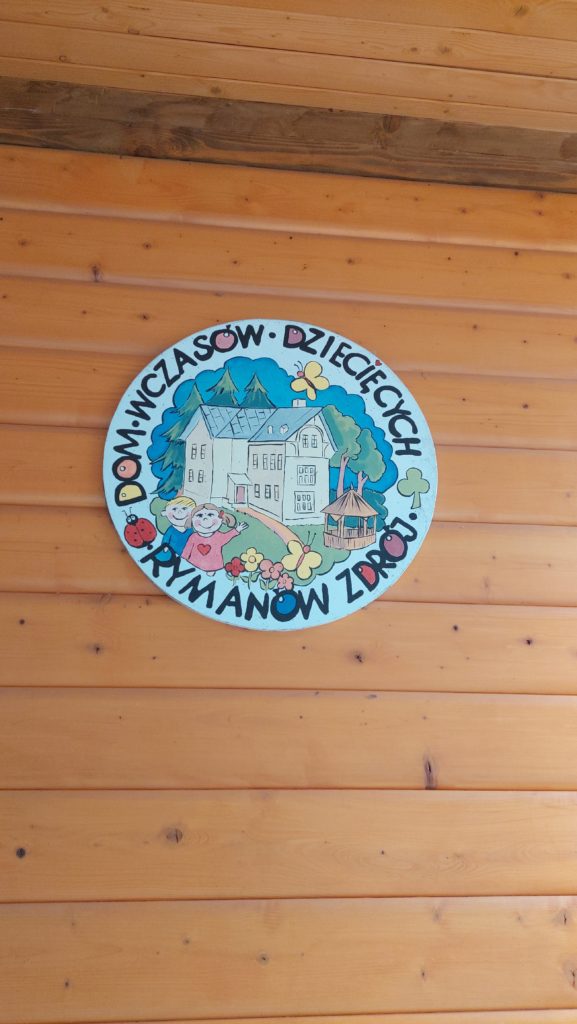 DOM · WCZASÓW · DZIECIĘCYCH
· RYMANÓW ZDRÓJ ·